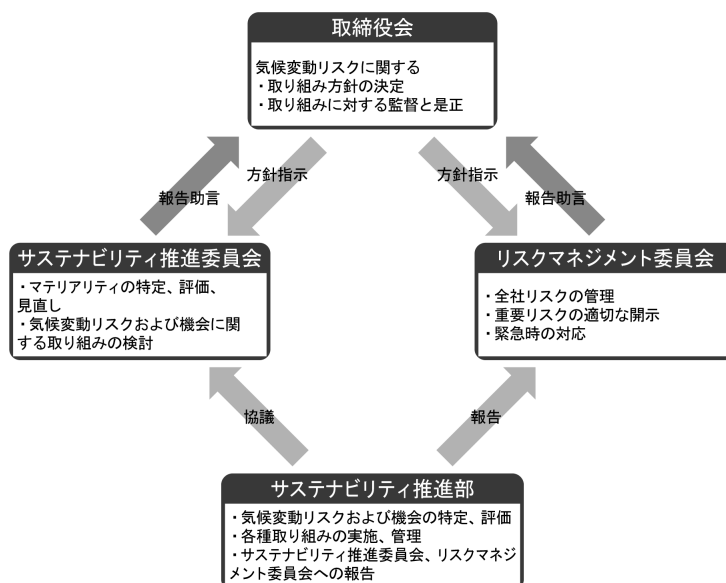 取締役会
気候変動リスクに関する
・取り組み方針の決定
・取り組みに対する監督と是正
報告助言
方針指示
方針指示
報告助言
サステナビリティ推進委員会
・マテリアリティの特定、評価、
見直し
・気候変動リスクおよび機会に関
する取り組みの検討
リスクマネジメント委員会
・全社リスクの管理
・重要リスクの適切な開示
・緊急時の対応
協議
報告
サステナビリティ推進部
・気候変動リスクおよび機会の特定、評価
・各種取り組みの実施、管理
・サステナビリティ推進委員会、リスクマネジ
メント委員会への報告